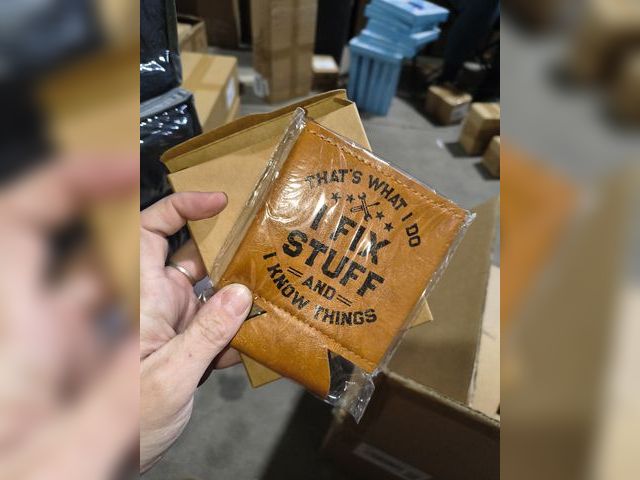 THAT'S WHAT I DO
I FIX
STUFF
AND
I KNOW THINGS